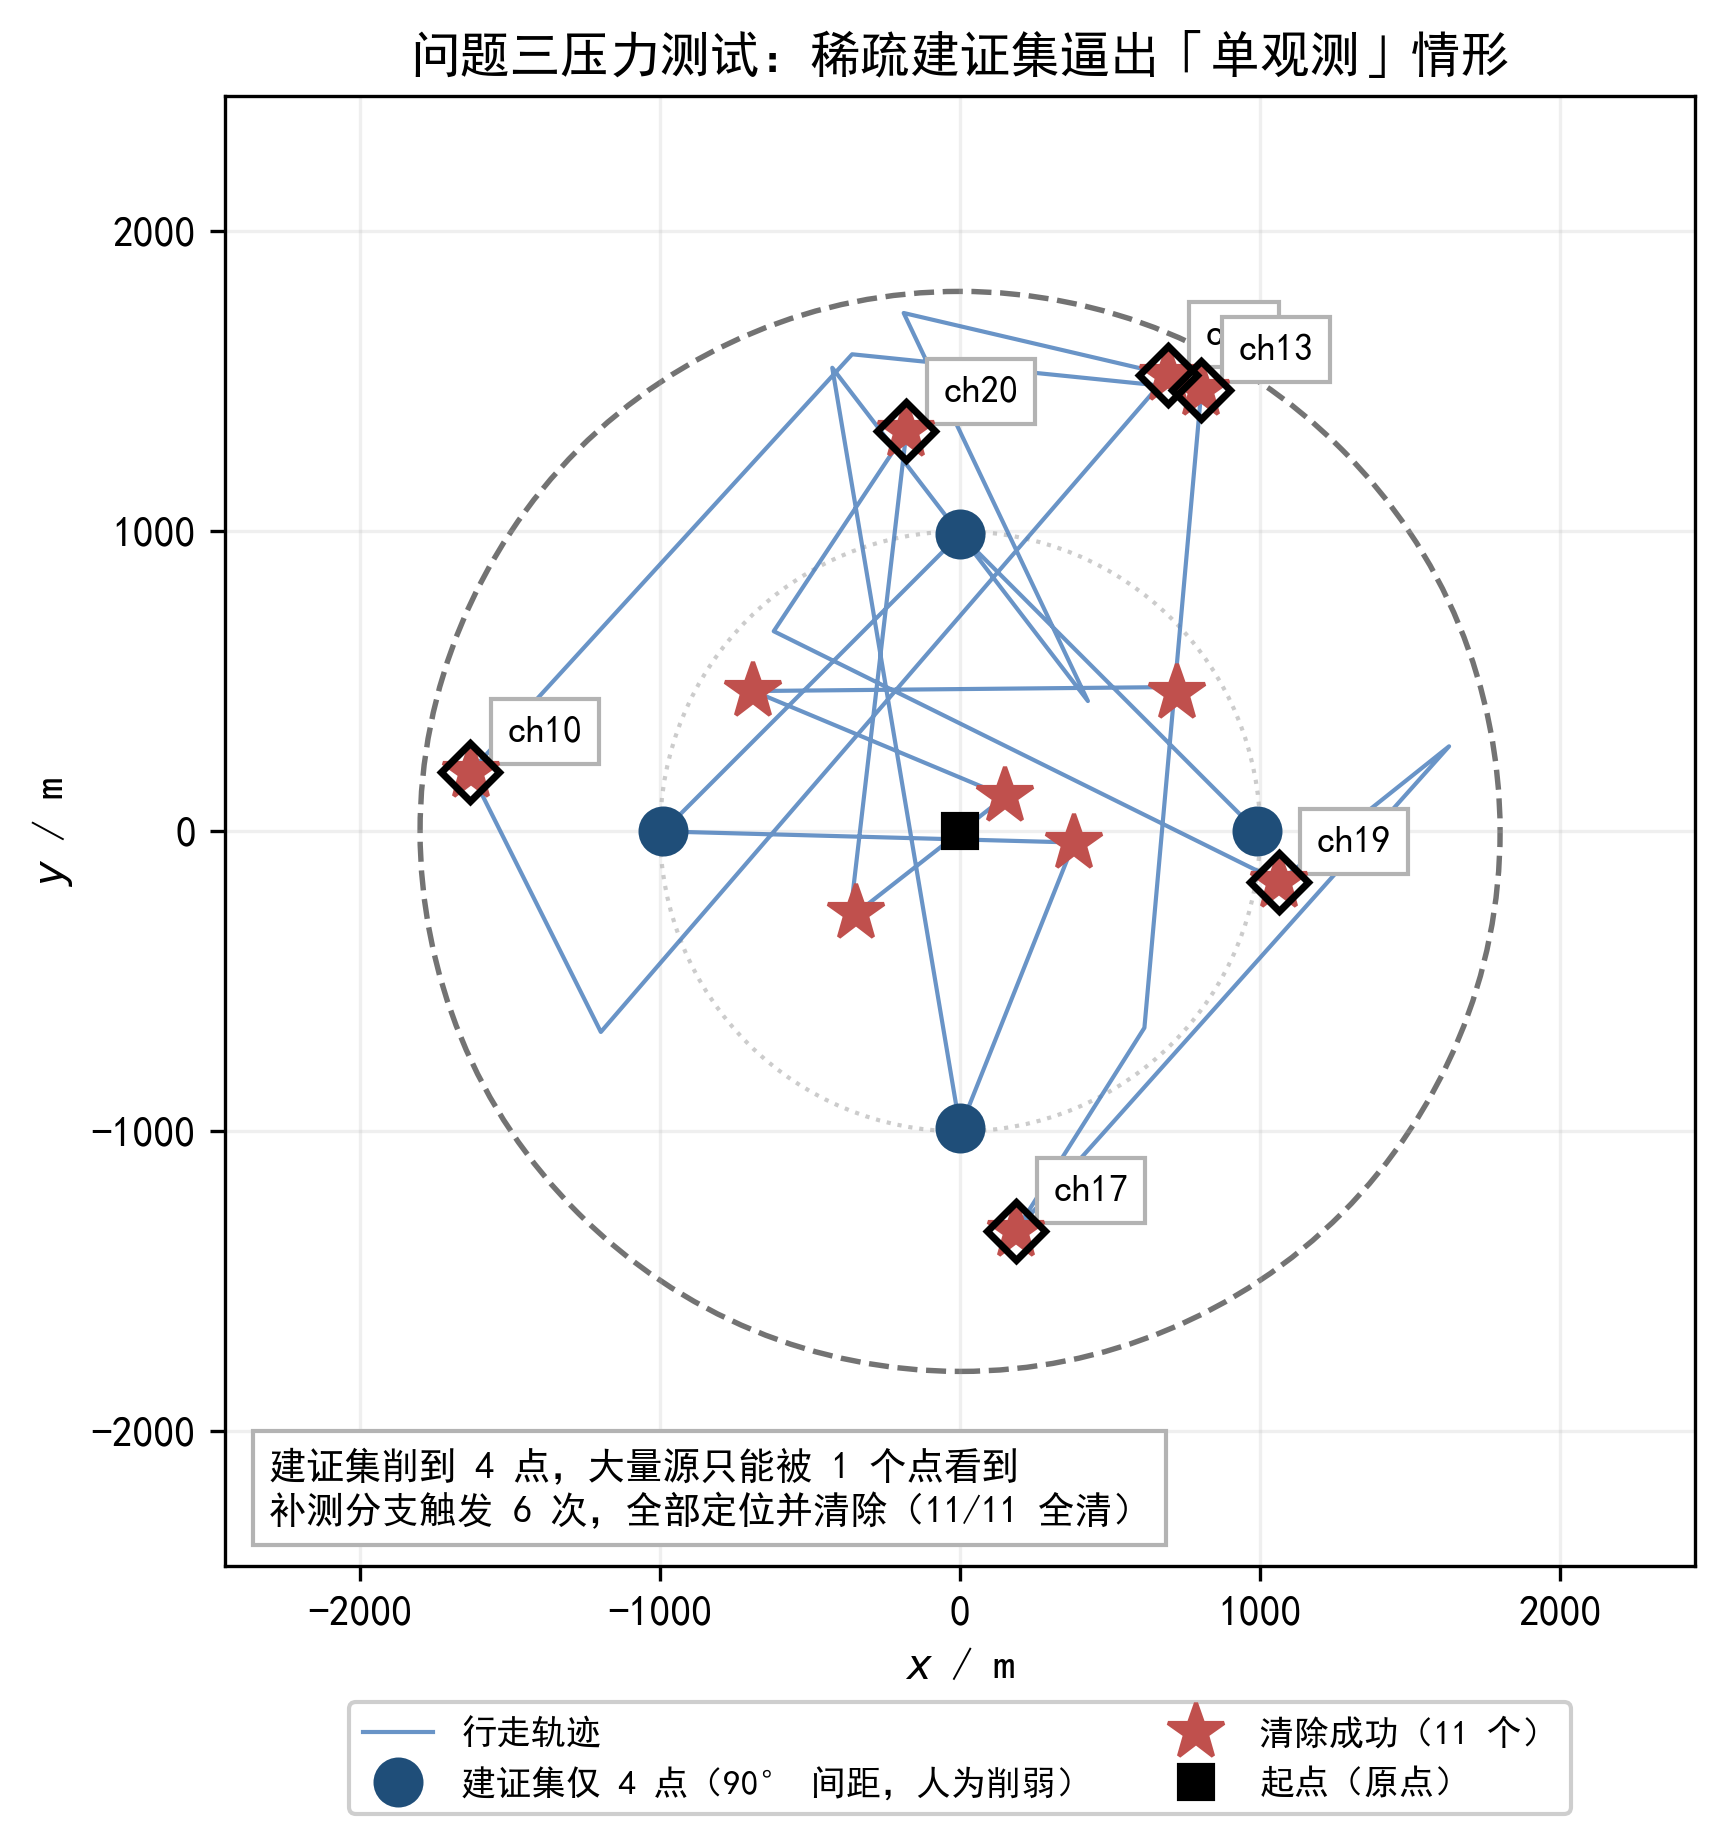 问题三压力测试：稀疏建证集逼出「单观测」情形
y / m
2000
1000
0
−1000
−2000
ch13
ch20
ch10
ch19
ch17
建证集削到 4 点，大量源只能被 1 个点看到
补测分支触发 6 次，全部定位并清除（11/11 全清）
−2000
−1000
0
1000
2000
x / m
行走轨迹
建证集仅 4 点（90° 间距，人为削弱）
清除成功（11 个）
起点（原点）